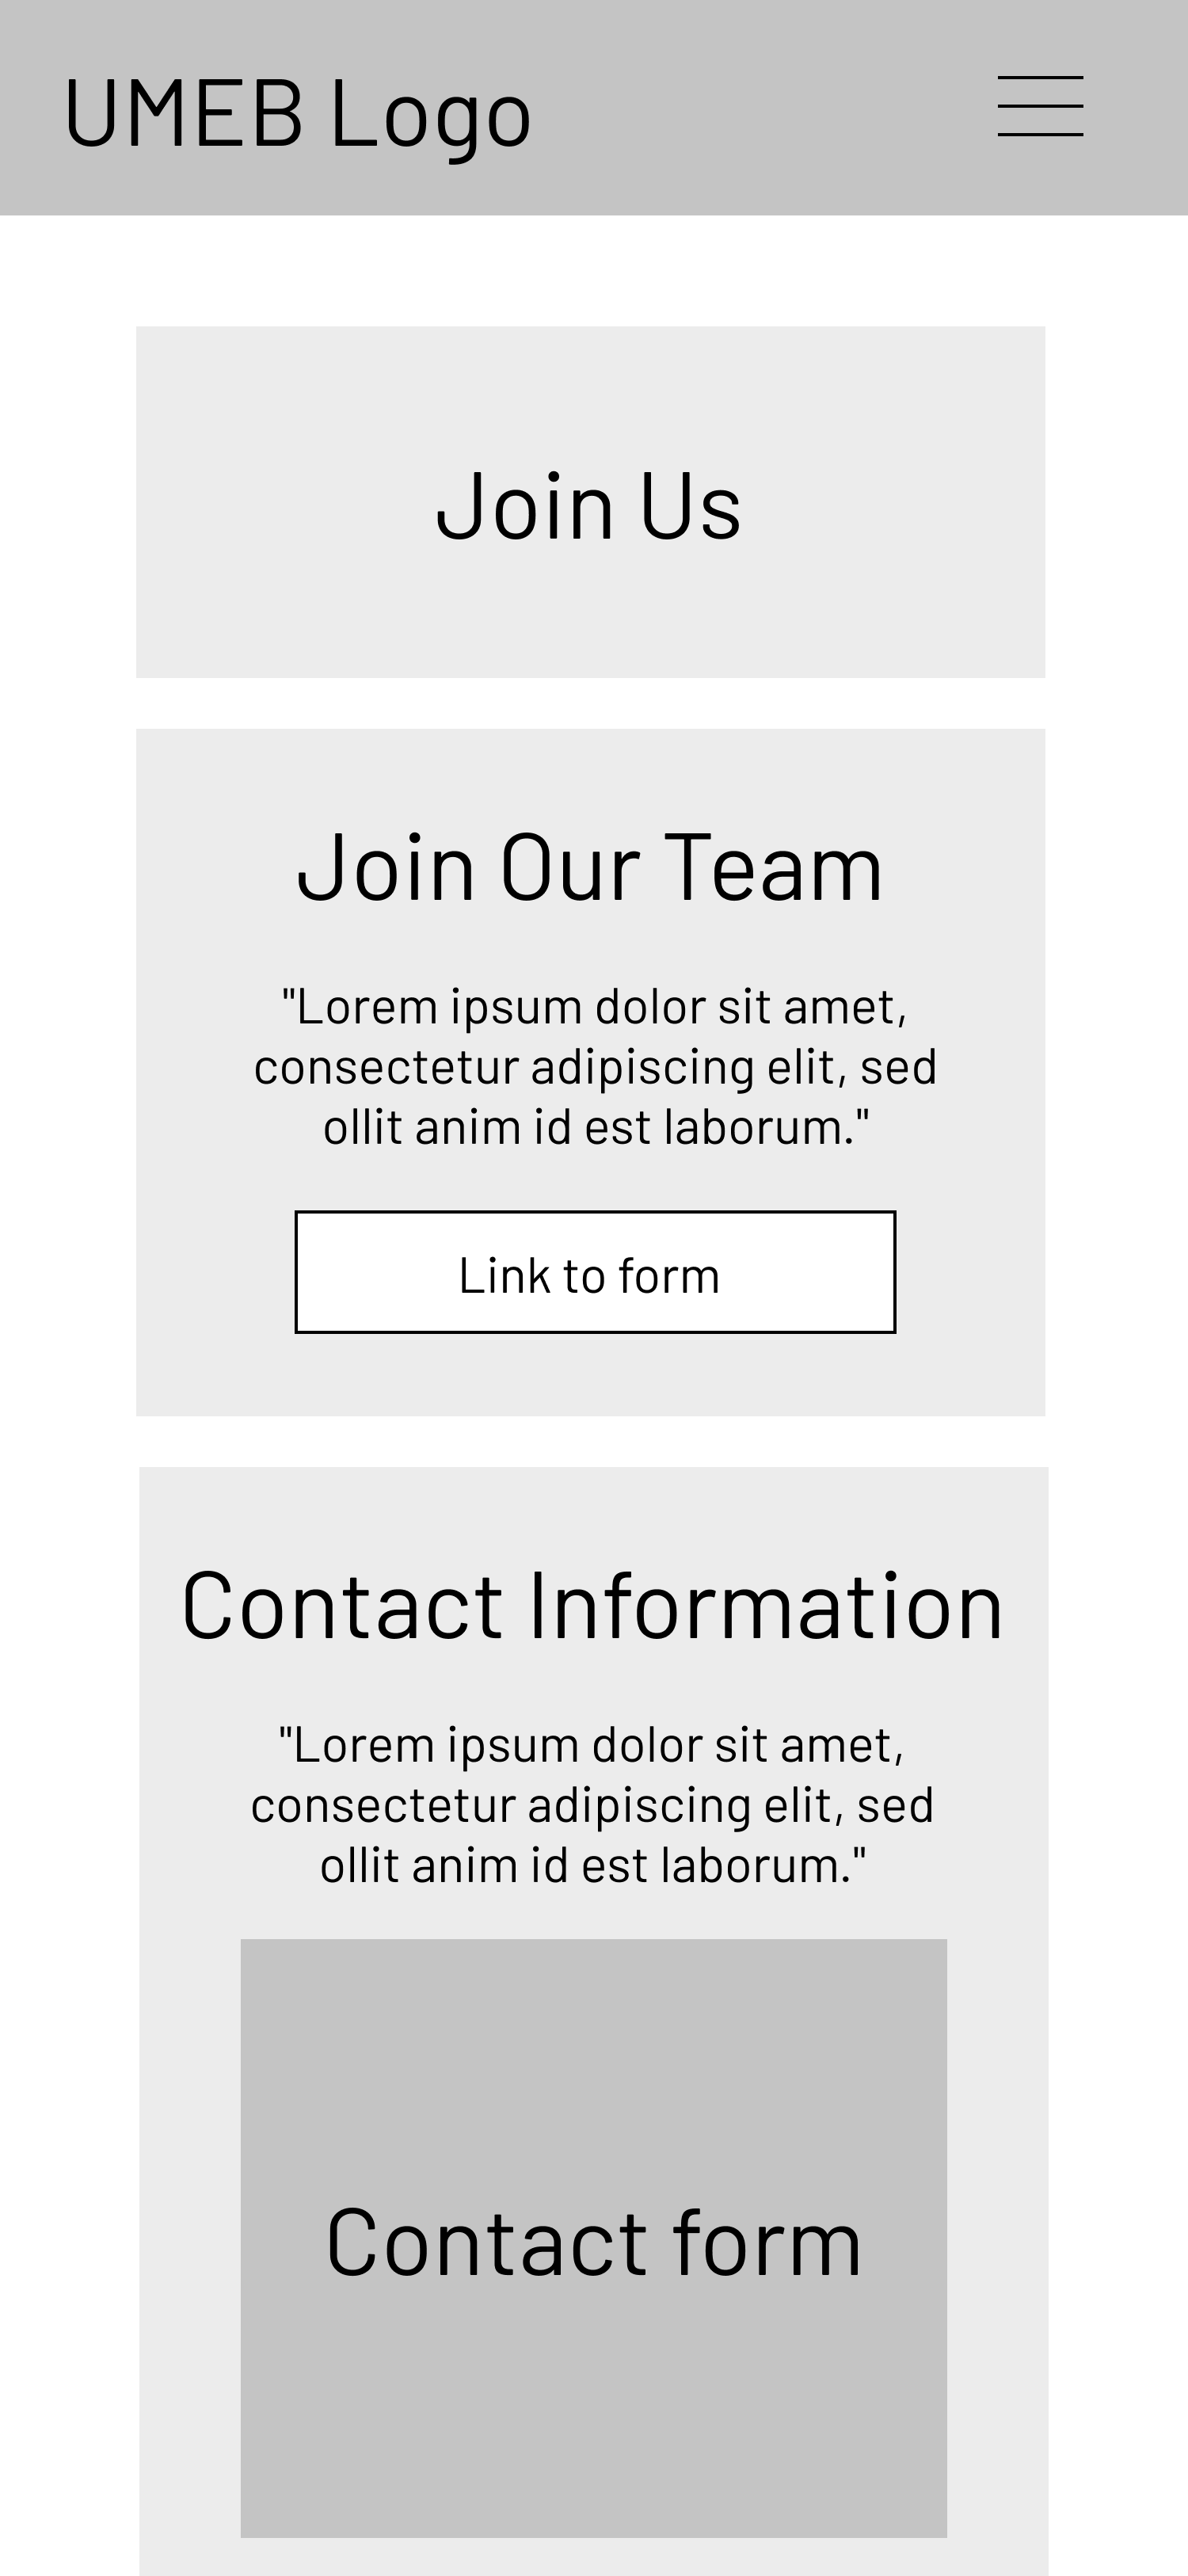 UMEB Logo
Join Us
Join Our Team
"Lorem ipsum dolor sit amet,
consectetur adipiscing elit, sed
ollit anim id est laborum."
Link to form
Contact Information
"Lorem ipsum dolor sit amet,
consectetur adipiscing elit, sed
ollit anim id est laborum."
Contact form